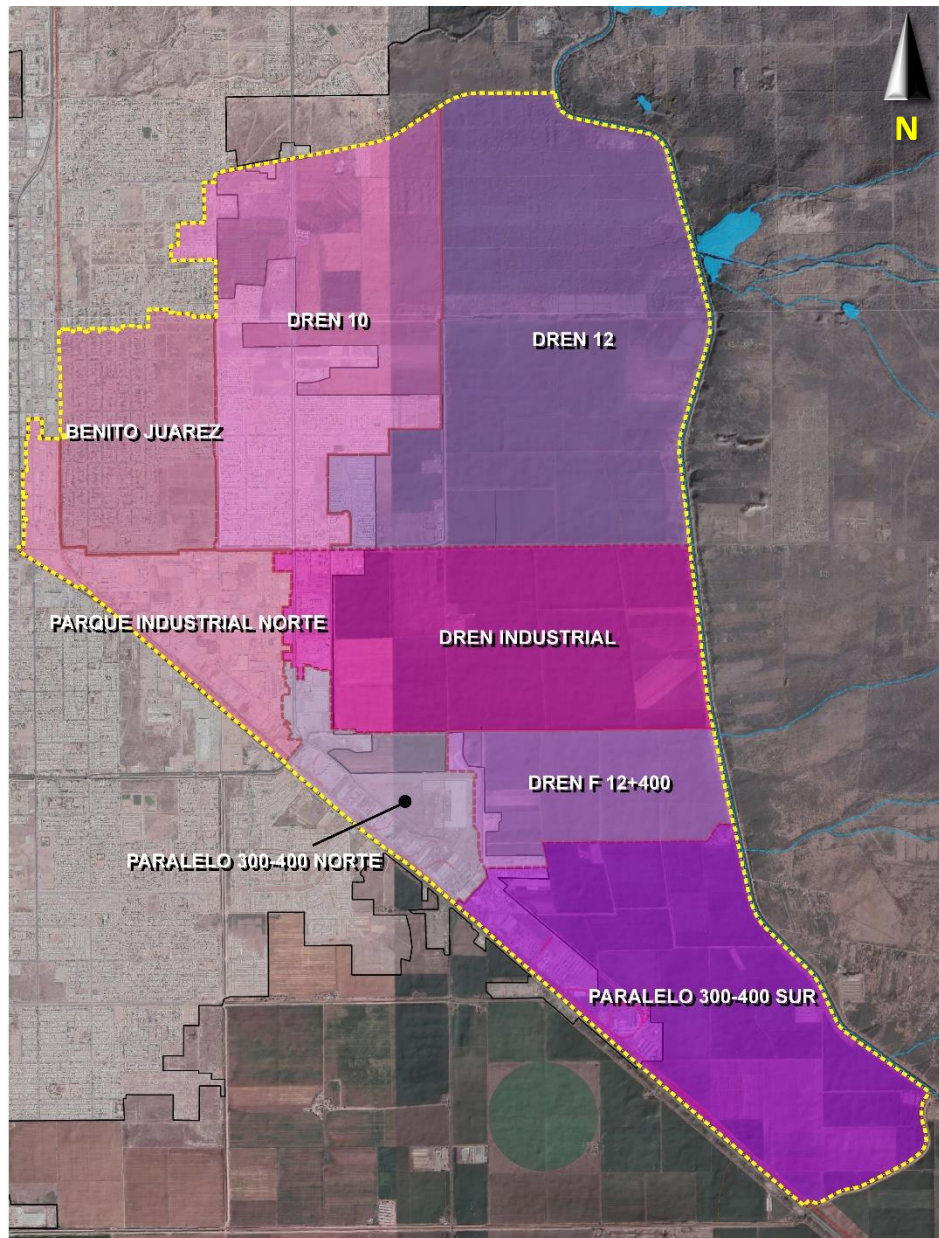 N
DREN 10
DREN 12
BENITO JUAREZ
PARQUE INDUSTRIAL NORTE
DREN INDUSTRIAL
DREN F 12+400
PARALELO 300-400 NORTE
PARALELO 300-400 SUR